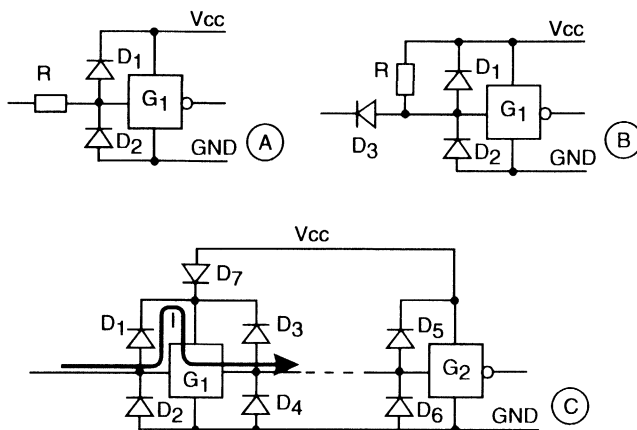 Vcc
R
D1
G1
D2
GND
A
Vcc
R
D1
G1
D3
D2
GND
B
Vcc
D7
D1
I
D3
D5
G1
G2
D2
D4
D6
GND
C